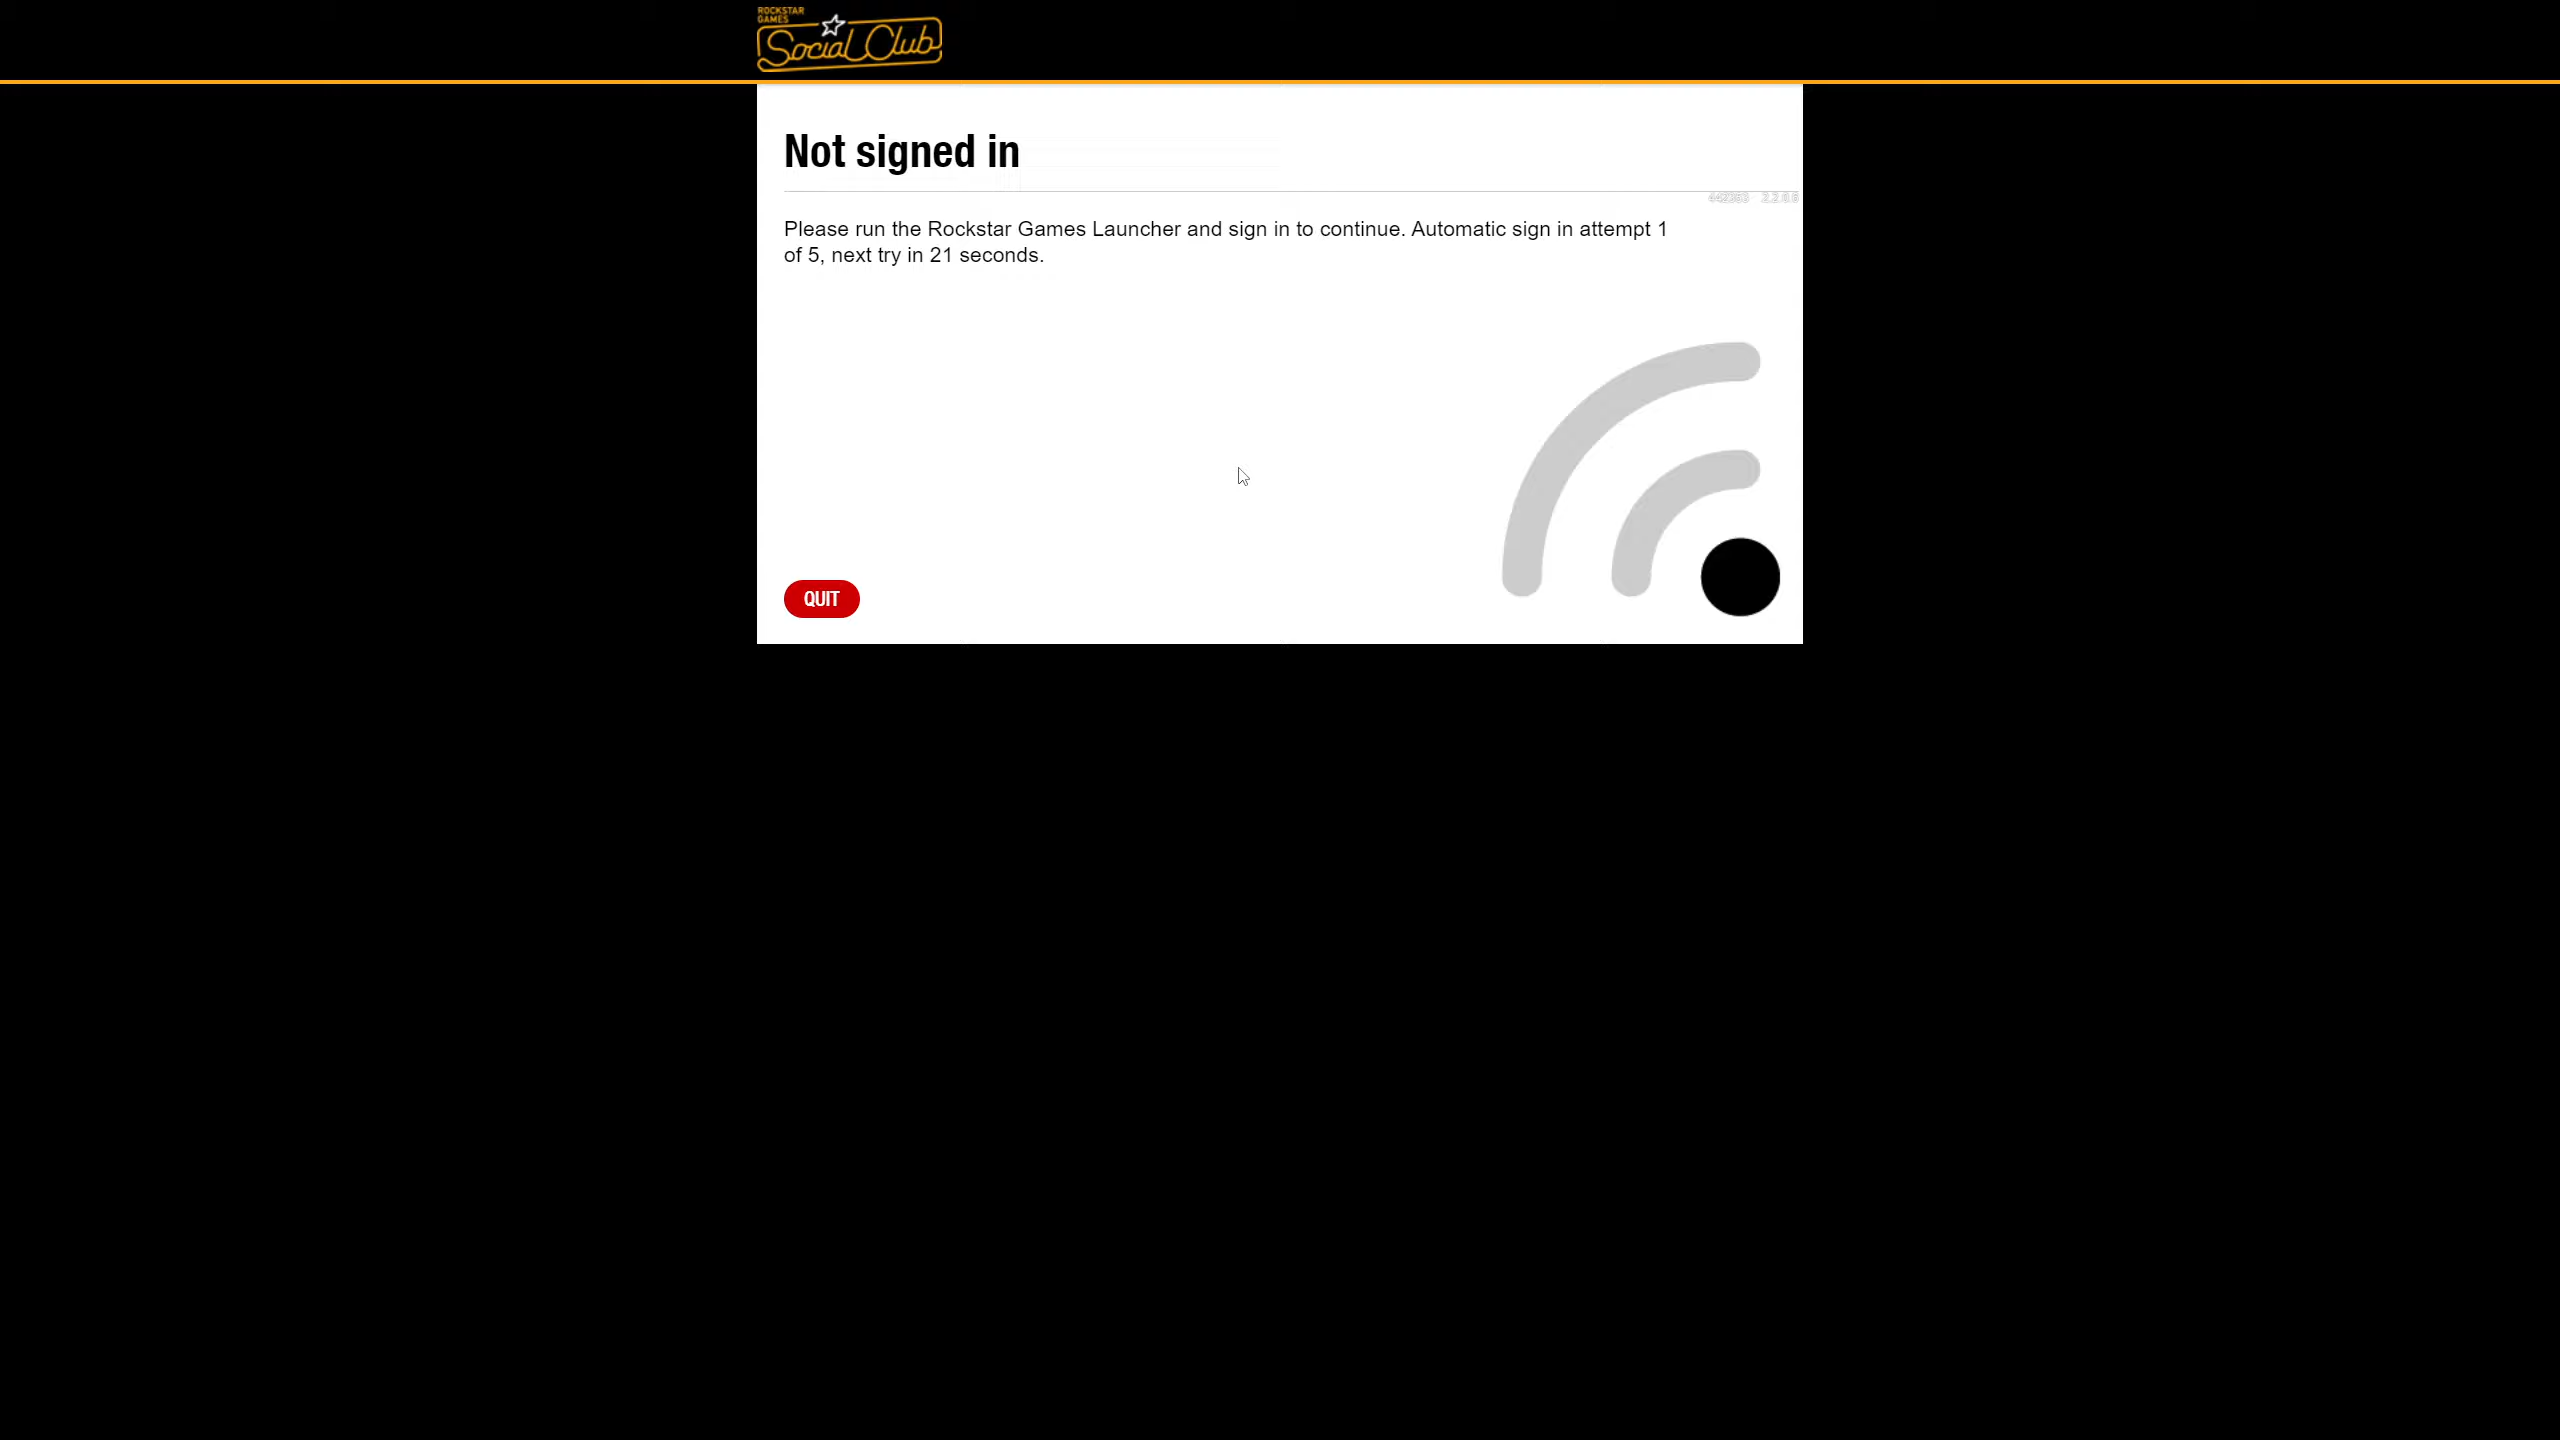 ROCKSTAR
GAMES
Social Club
Not signed in
Please run the Rockstar Games Launcher and sign in to continue. Automatic sign in attempt 1
of 5, next try in 21 seconds.
QUIT